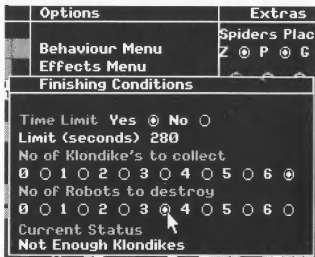 Options
Extras
Spiders Plac
Z P G
Behaviour Menu
Effects Menu
Finishing Conditions
Time Limit Yes No
Limit (seconds) 280
No of Klondike's to collect
0 1 2 3 4 5 6
No of Robots to destroy
0 1 2 3 4 5 6
Current Status
Not Enough Klondikes